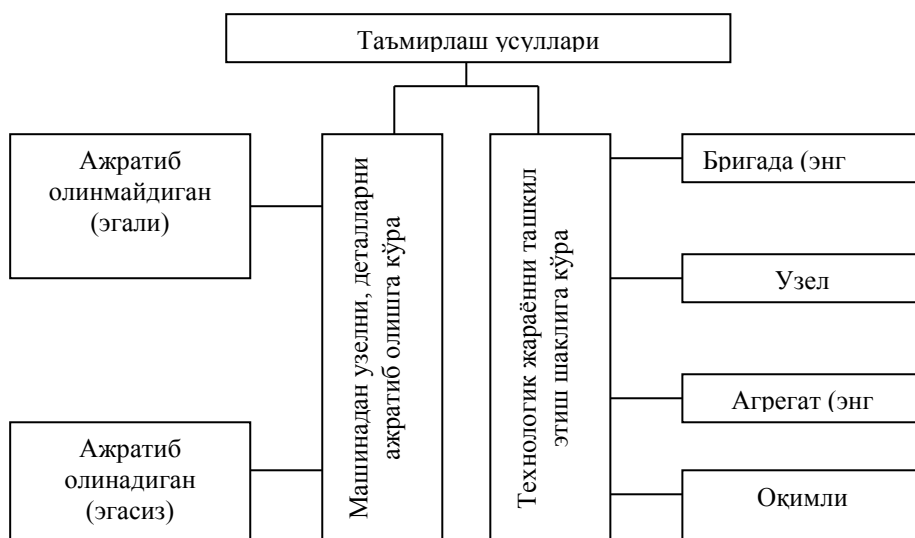 Таъмирлаш усуллари
Ажратиб
олинмайдиган
(эгали)
Ажратиб
олинадиган
(эгасиз)
Машинадан узелни, деталларни
ажратиб олишга кўра
Технологик жараённи ташкил
этиш шаклига кўра
Бригада (энг
Узел
Агрегат (энг
Оқимли